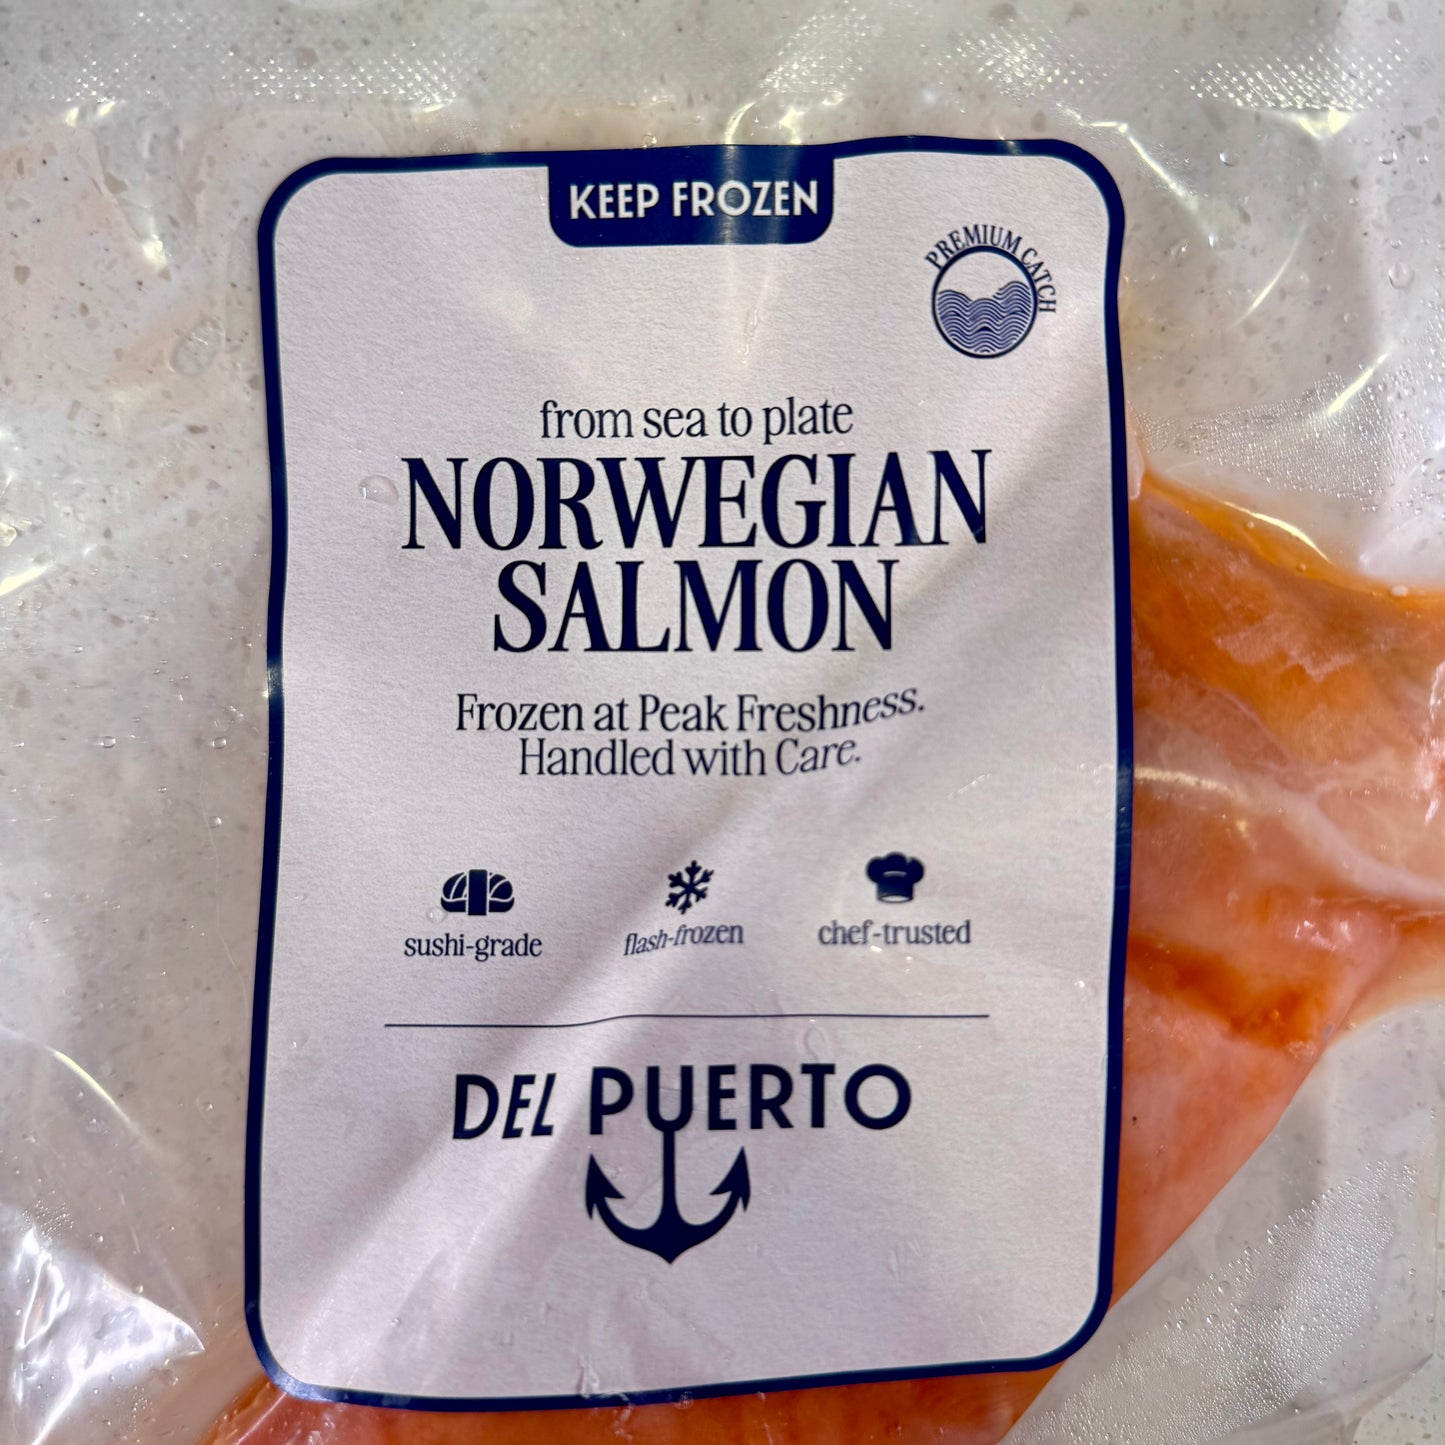 KEEP FROZEN
PREMIUM CATCH
from sea to plate
NORWEGIAN
SALMON
Frozen at Peak Freshness.
Handled with Care.
sushi-grade
flash-frozen
chef-trusted
DEL PUERTO